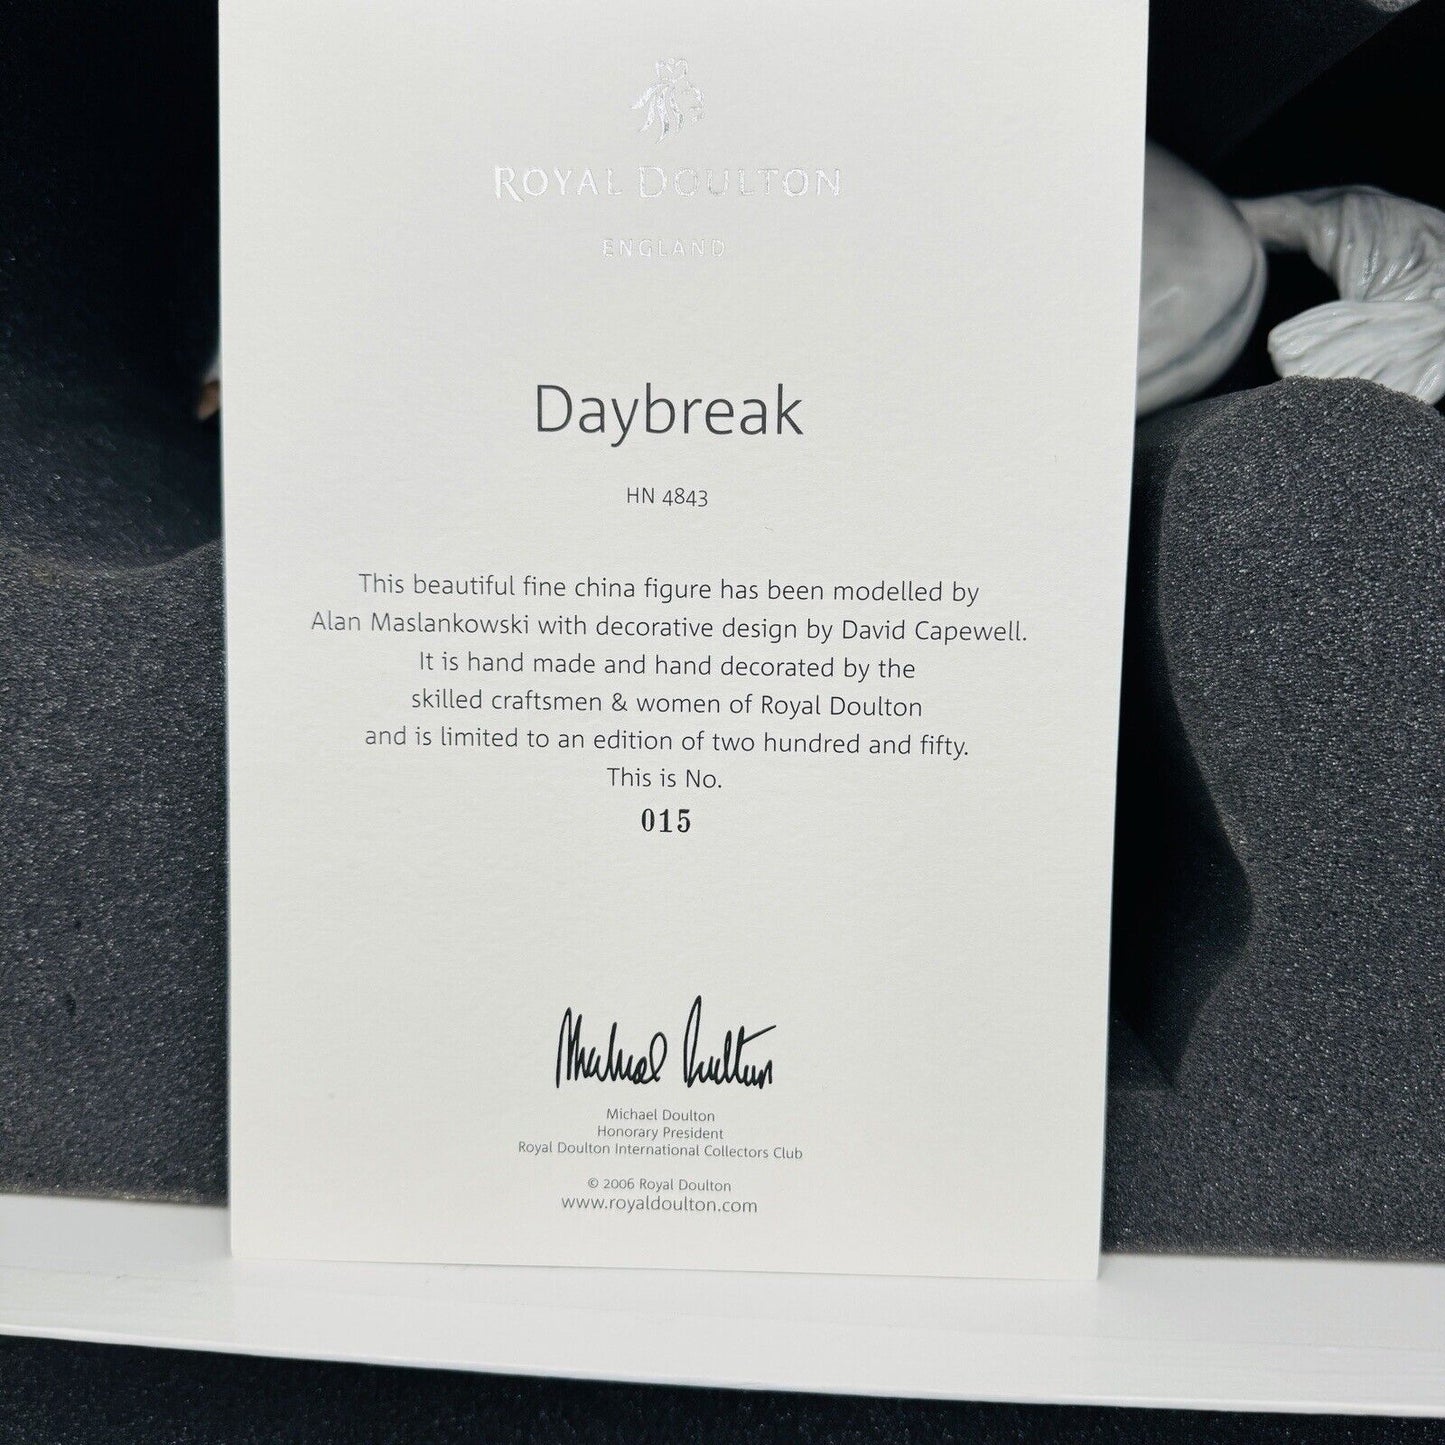 ROYAL DOULTON
ENGLAND
Daybreak
HN 4843
This beautiful fine china figure has been modelled by
Alan Maslankowski with decorative design by David Capewell.
It is hand made and hand decorated by the
skilled craftsmen & women of Royal Doulton
and is limited to an edition of two hundred and fifty.
This is No.
015
Michael Doulton
Michael Doulton
Honorary President
Royal Doulton International Collectors Club
© 2006 Royal Doulton
www.royaldoulton.com